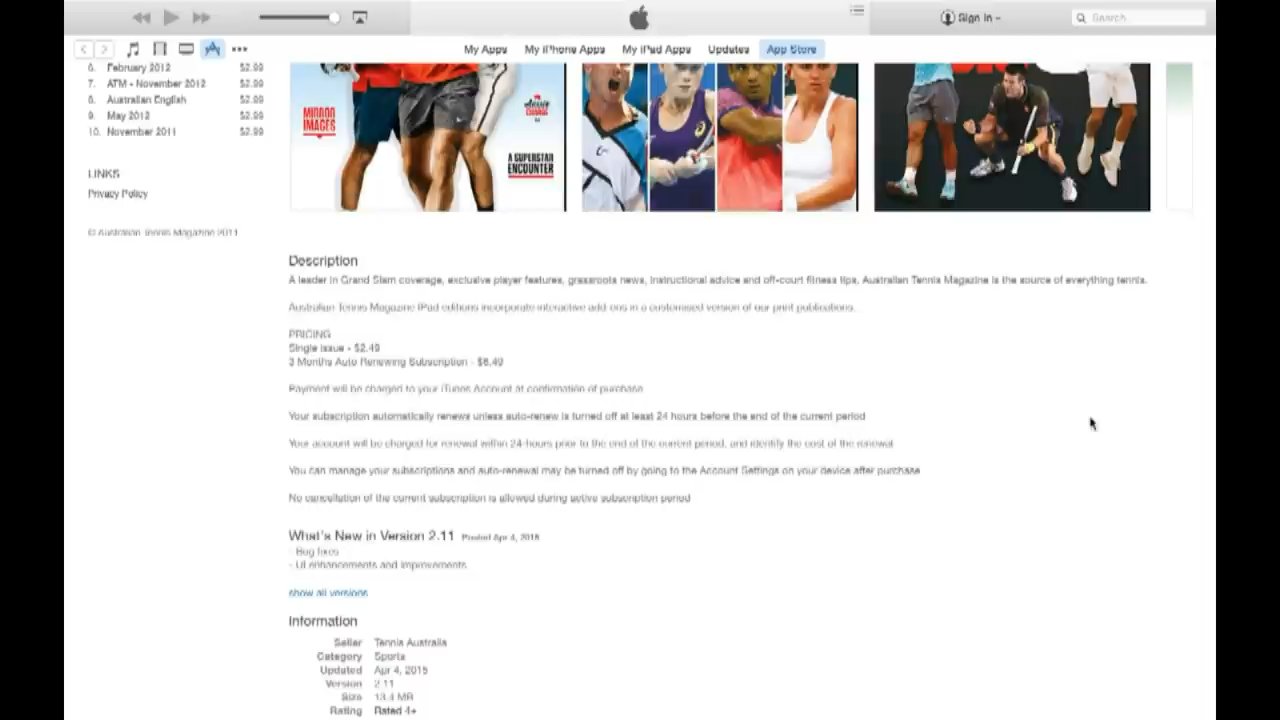 Sign In
Search
My Apps
My iPhone Apps
My iPad Apps
Updates
App Store
6. February 2012 $2.99
7. ATM - November 2012 $2.99
8. Australian English $2.99
9. May 2012 $2.99
10. November 2011 $2.99
LINKS
Privacy Policy
© Australian Tennis Magazine 2011
MIRROR
IMAGES
A SUPERSTAR
ENCOUNTER
Description
A leader in Grand Slam coverage, exclusive player features, grassroots news, instructional advice and off-court fitness tips, Australian Tennis Magazine is the source of everything tennis.
Australian Tennis Magazine iPad editions incorporate interactive add-ons in a customised version of our print publications.
PRICING
Single issue - $2.49
3 Months Auto Renewing Subscription - $6.49
Payment will be charged to your iTunes Account at confirmation of purchase
Your subscription automatically renews unless auto-renew is turned off at least 24 hours before the end of the current period
Your account will be charged for renewal within 24-hours prior to the end of the current period, and identify the cost of the renewal
You can manage your subscriptions and auto-renewal may be turned off by going to the Account Settings on your device after purchase
No cancellation of the current subscription is allowed during active subscription period
What's New in Version 2.11 Posted Apr 4, 2015
- Bug fixes
- UI enhancements and improvements
show all versions
Information
Seller Tennis Australia
Category Sports
Updated Apr 4, 2015
Version 2.11
Size 13.4 MB
Rating Rated 4+